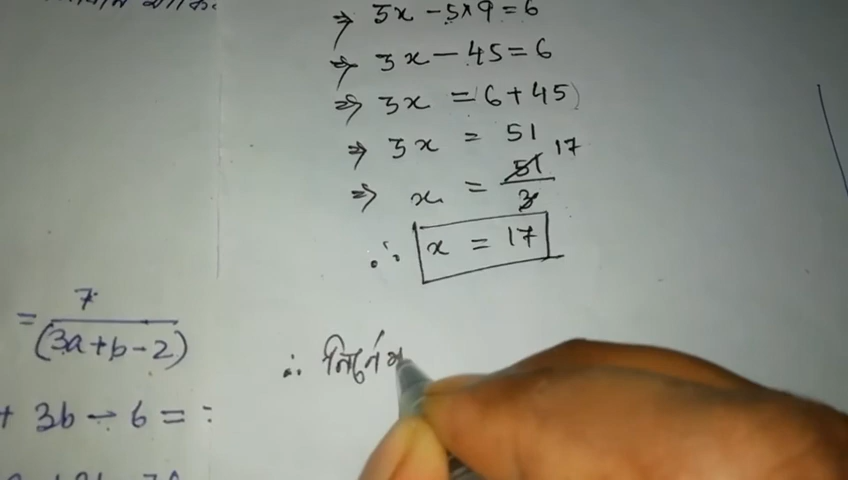 ⇒ 3x - 5×9 = 6
⇒ 3x - 45 = 6
⇒ 3x = 6 + 45
⇒ 3x = 51
⇒ x = 51/3 17
∴ x = 17
∴ নির্ণেয়
= 7/(3a+b-2)
+ 3b - 6 =